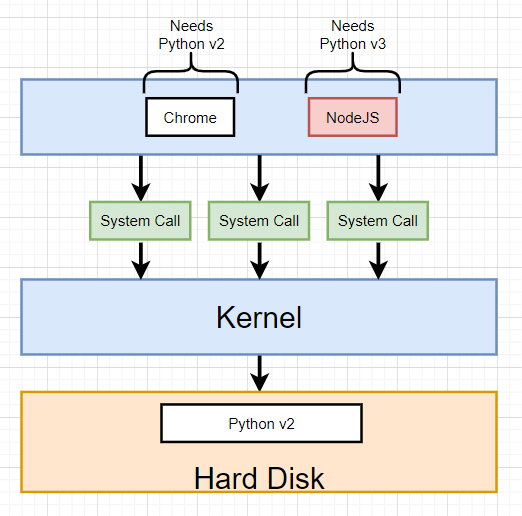 Needs
Python v2
Needs
Python v3
Chrome
NodeJS
System Call
System Call
System Call
Kernel
Python v2
Hard Disk